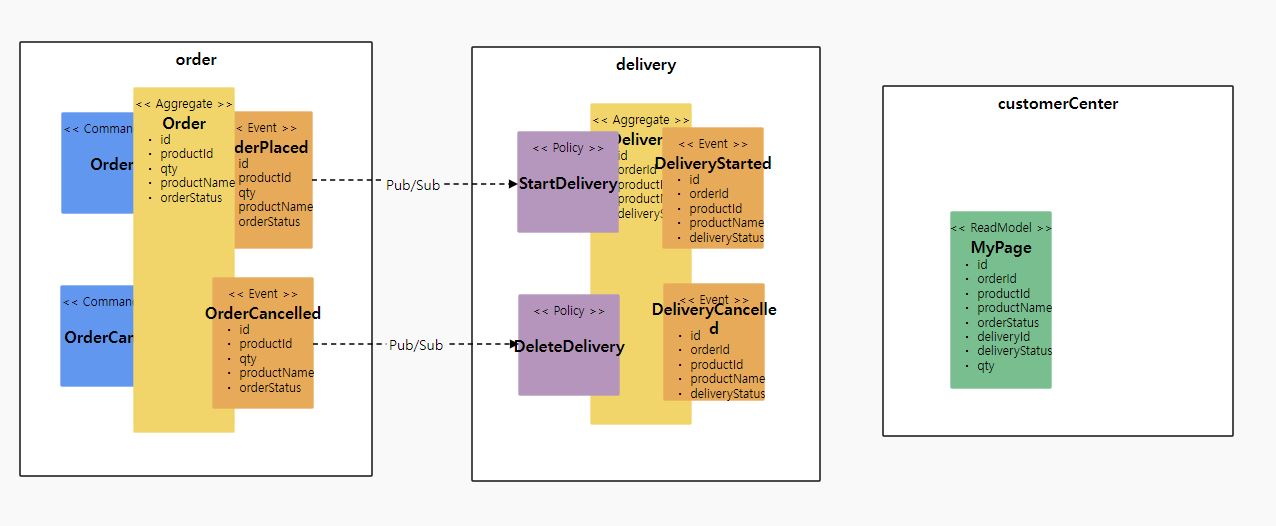 order
<< Aggregate >>
Order
id
productId
qty
productName
orderStatus
<< Comman
Order
Event >>
derPlaced
id
productId
qty
productName
orderStatus
Pub/Sub
<< Comman
OrderCan
<< Event >>
OrderCancelled
id
productId
qty
productName
orderStatus
Pub/Sub
delivery
<< Policy >>
StartDelivery
<< Aggregate >>
Deliver
id
orderId
product
product
delivery
<< Event >>
DeliveryStarted
id
orderId
productId
productName
deliveryStatus
<< Policy >>
DeleteDelivery
<< Event >>
DeliveryCancelle
d
id
orderId
productId
productName
deliveryStatus
customerCenter
<< ReadModel >>
MyPage
id
orderId
productId
productName
orderStatus
deliveryId
deliveryStatus
qty